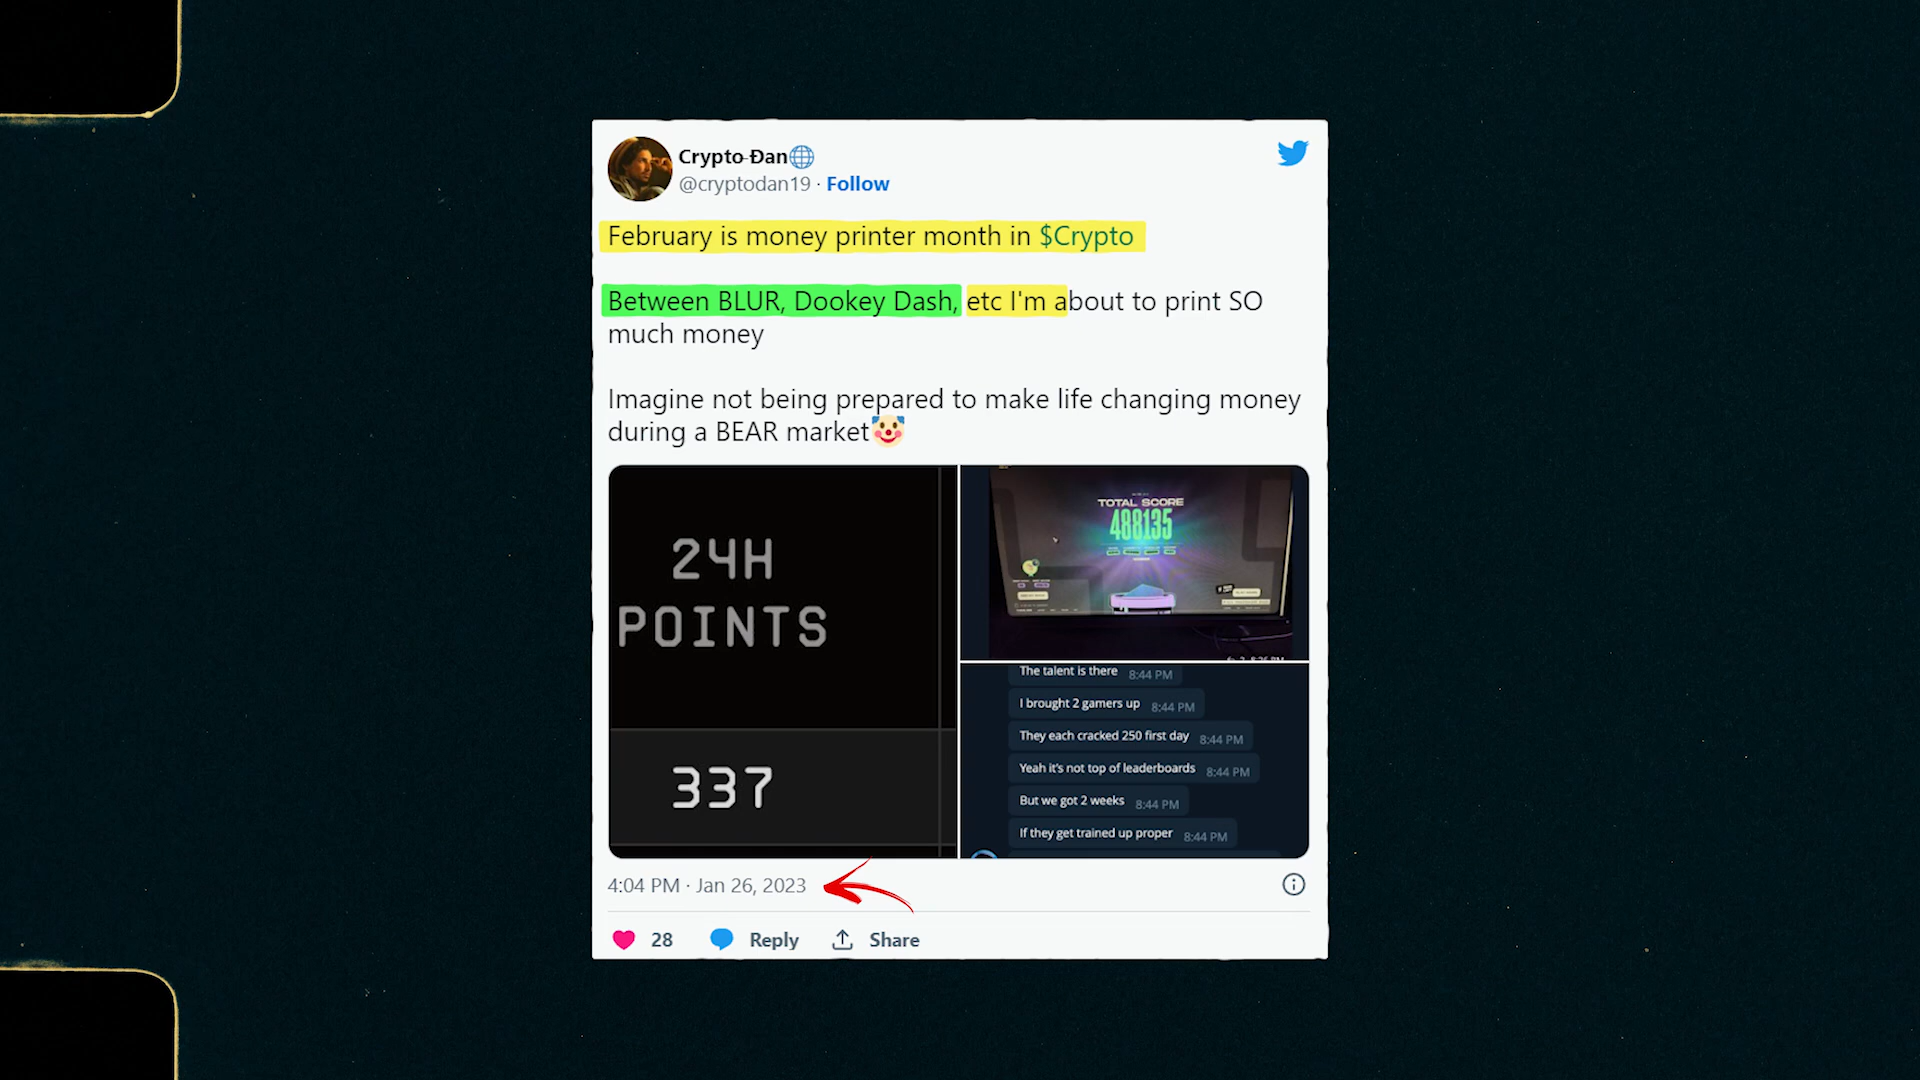 Crypto Ðan
@cryptodan19 · Follow
February is money printer month in $Crypto
Between BLUR, Dookey Dash, etc I'm about to print SO
much money
Imagine not being prepared to make life changing money
during a BEAR market
24H
POINTS
337
TOTAL SCORE
488135
The talent is there 8:44 PM
I brought 2 gamers up 8:44 PM
They each cracked 250 first day 8:44 PM
Yeah it's not top of leaderboards 8:44 PM
But we got 2 weeks 8:44 PM
If they get trained up proper 8:44 PM
4:04 PM · Jan 26, 2023
28 Reply Share